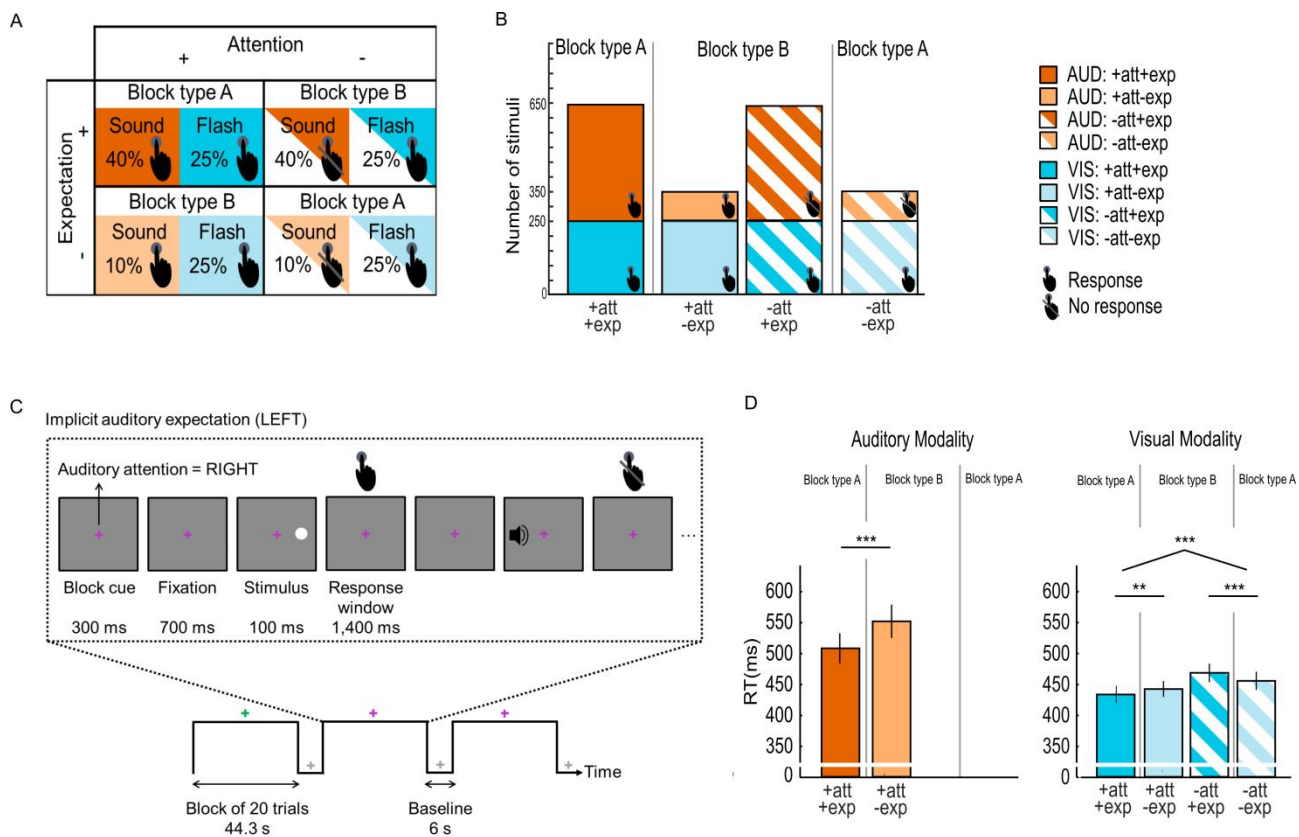 A
Attention
+ -
Expectation
+
-
Block type A Block type B
Sound Flash Sound Flash
40% 25% 40% 25%
Block type B Block type A
Sound Flash Sound Flash
10% 25% 10% 25%
B
Block type A Block type B Block type A
Number of stimuli
650
350
250
0
+att +att -att -att
+exp -exp +exp -exp
AUD: +att+exp
AUD: +att-exp
AUD: -att+exp
AUD: -att-exp
VIS: +att+exp
VIS: +att-exp
VIS: -att+exp
VIS: -att-exp
Response
No response
C
Implicit auditory expectation (LEFT)
Auditory attention = RIGHT
...
Block cue Fixation Stimulus Response
window
300 ms 700 ms 100 ms 1,400 ms
Time
Block of 20 trials
44.3 s
Baseline
6 s
D
Auditory Modality
Block type A Block type B Block type A
***
RT(ms)
600
550
500
450
500
350
0
+att +att
+exp -exp
Visual Modality
Block type A Block type B Block type A
***
** ***
600
550
500
450
500
350
0
+att +att -att -att
+exp -exp +exp -exp